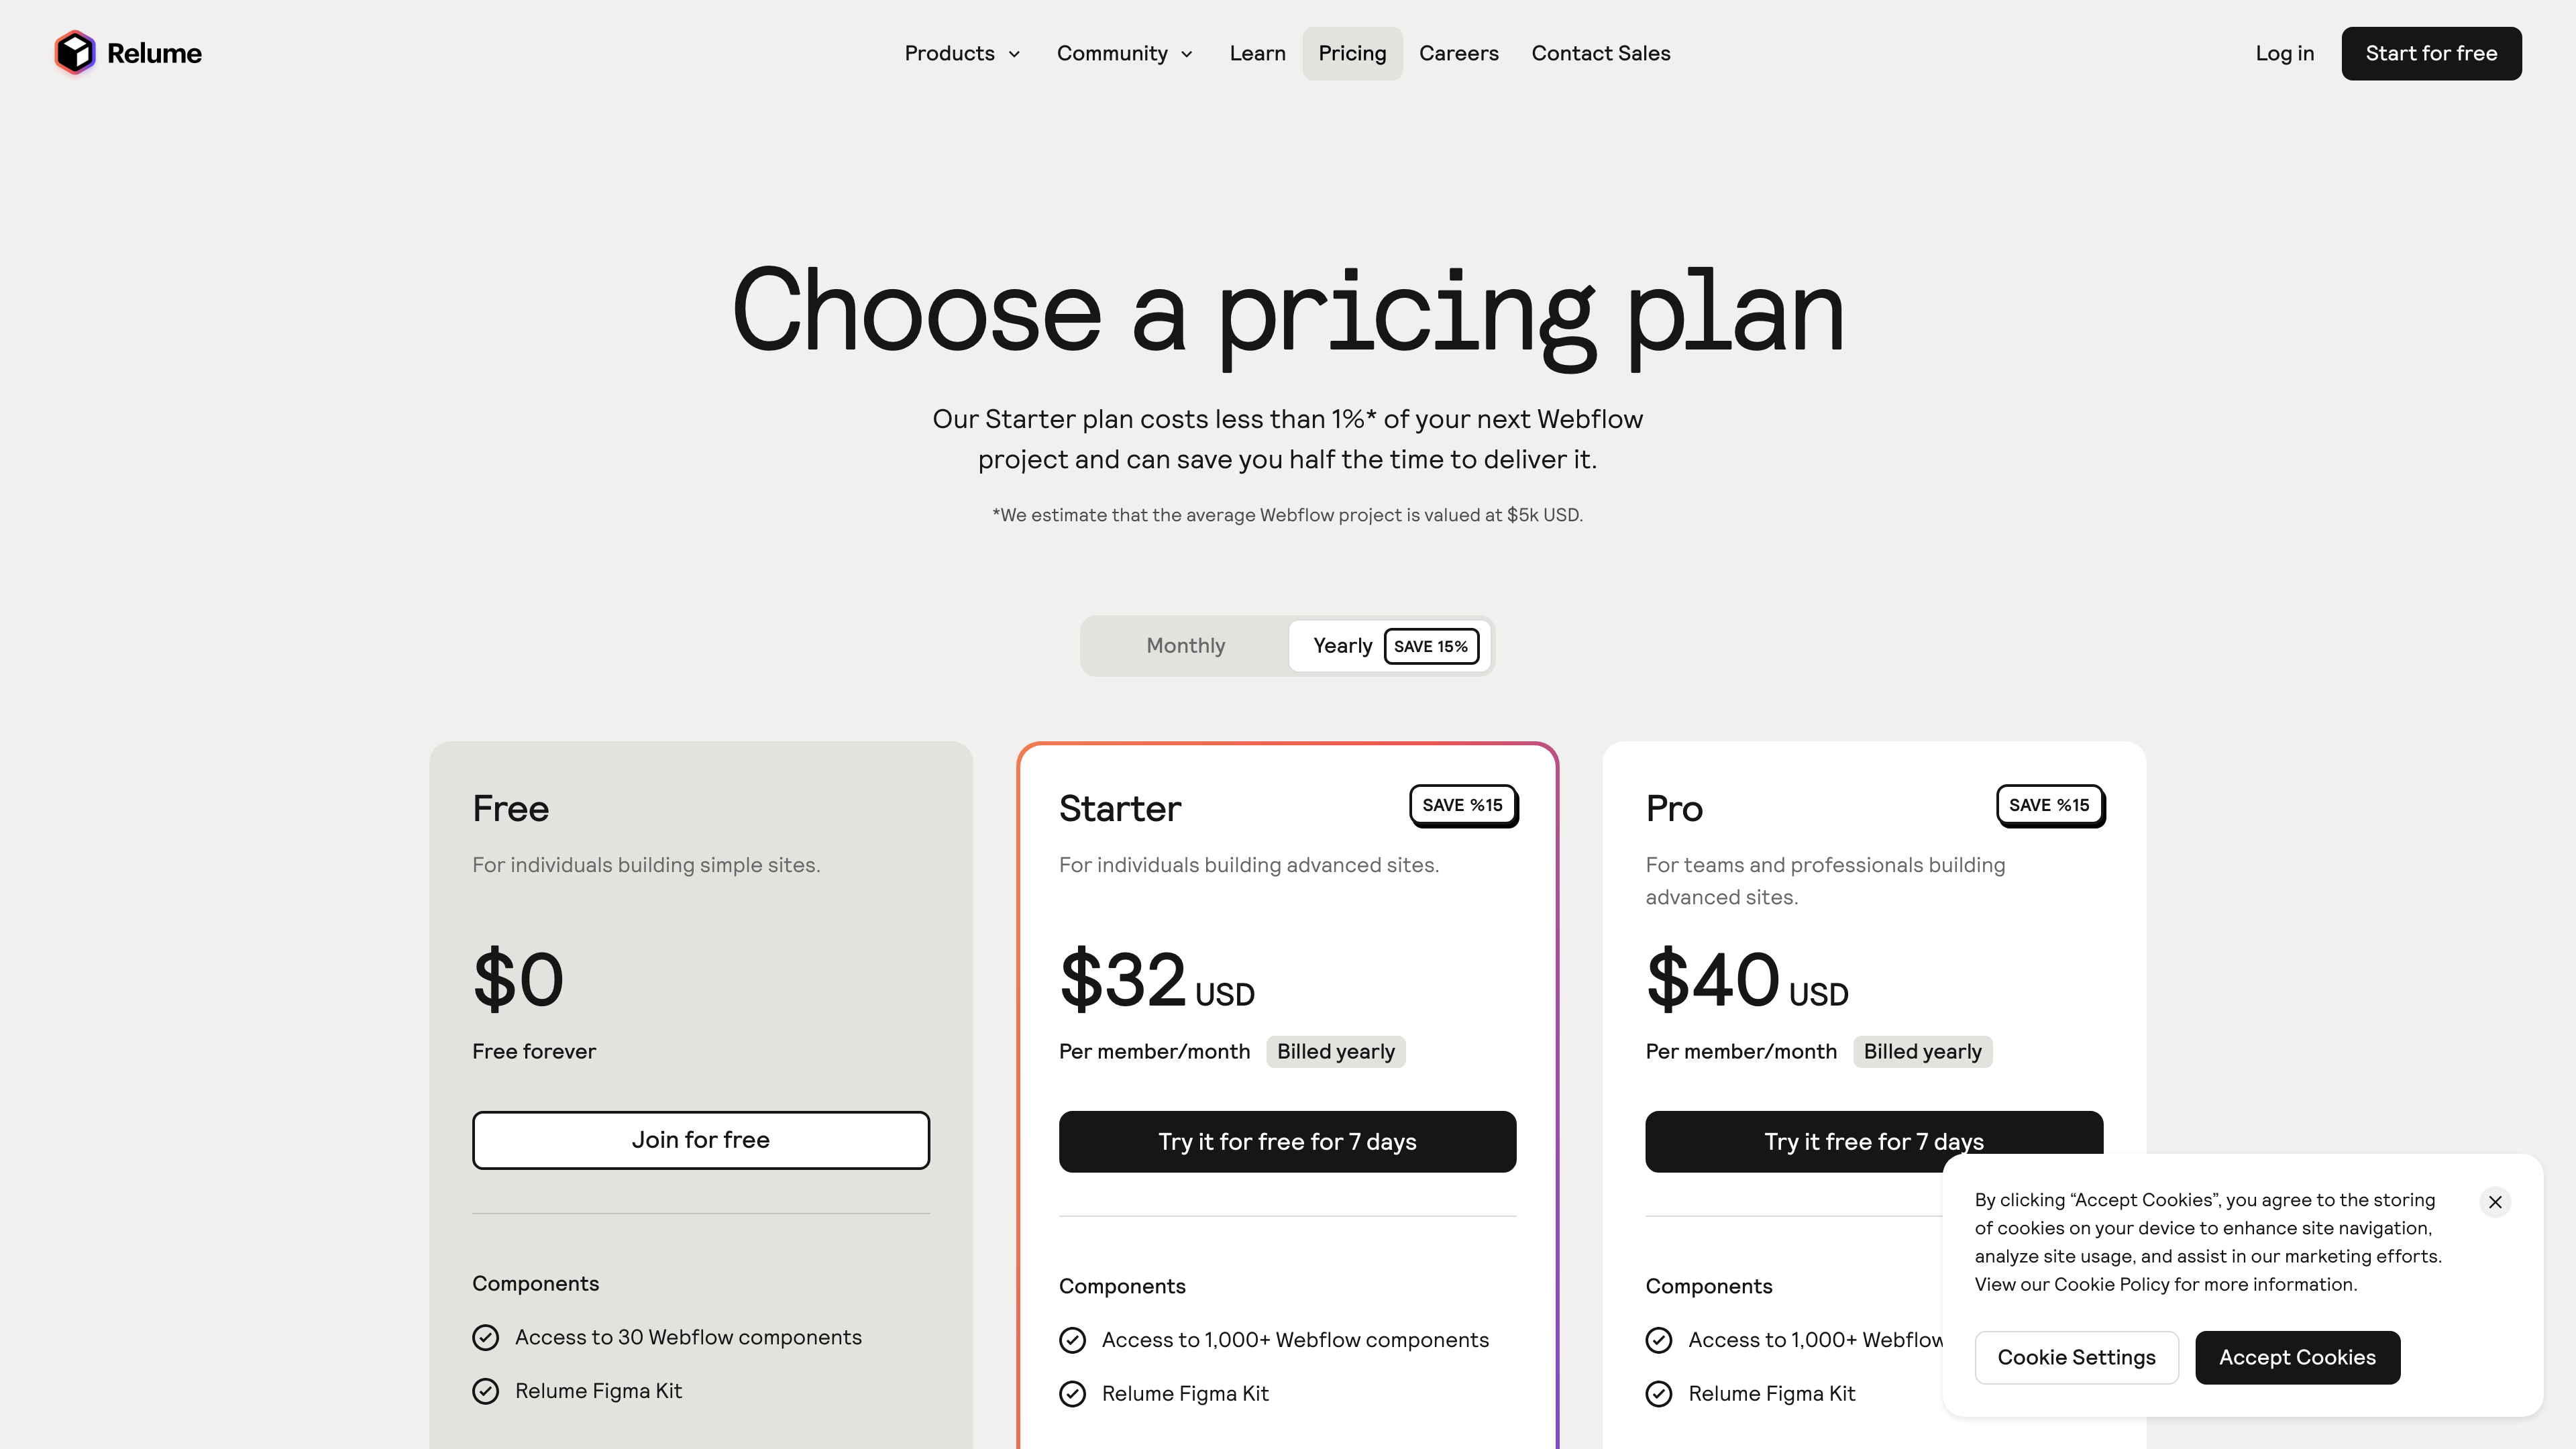 Relume
Products
Community
Learn
Pricing
Careers
Contact Sales
Log in
Start for free
Choose a pricing plan
Our Starter plan costs less than 1%* of your next Webflow
project and can save you half the time to deliver it.
*We estimate that the average Webflow project is valued at $5k USD.
Monthly
Yearly
SAVE 15%
Free
For individuals building simple sites.
$0
Free forever
Join for free
Components
Access to 30 Webflow components
Relume Figma Kit
Starter
SAVE %15
For individuals building advanced sites.
$32 USD
Per member/month
Billed yearly
Try it for free for 7 days
Components
Access to 1,000+ Webflow components
Relume Figma Kit
Pro
SAVE %15
For teams and professionals building
advanced sites.
$40 USD
Per member/month
Billed yearly
Try it free for 7 days
Components
Access to 1,000+ Webflow
Relume Figma Kit
By clicking “Accept Cookies”, you agree to the storing
of cookies on your device to enhance site navigation,
analyze site usage, and assist in our marketing efforts.
View our Cookie Policy for more information.
Cookie Settings
Accept Cookies